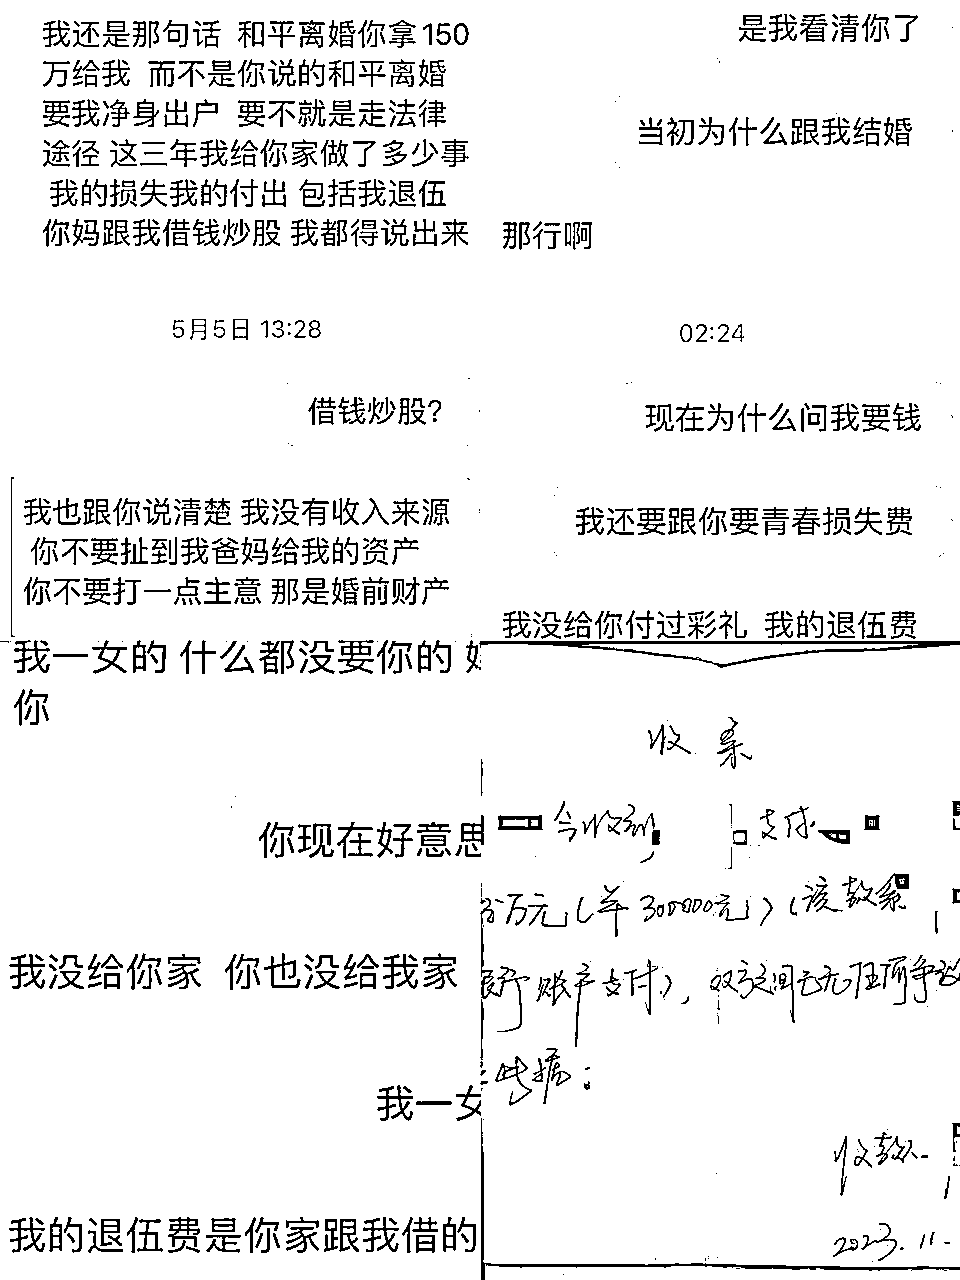 我还是那句话 和平离婚你拿150
万给我 而不是你说的和平离婚
要我净身出户 要不就是走法律
途径 这三年我给你家做了多少事
我的损失我的付出 包括我退伍
你妈跟我借钱炒股 我都得说出来
5月5日 13:28
借钱炒股?
我也跟你说清楚 我没有收入来源
你不要扯到我爸妈给我的资产
你不要打一点主意 那是婚前财产
是我看清你了
当初为什么跟我结婚
那行啊
02:24
现在为什么问我要钱
我还要跟你要青春损失费
我没给你付过彩礼 我的退伍费
我一女的 什么都没要你的
你
你现在好意思
我没给你家 你也没给我家
我一女
我的退伍费是你家跟我借的
收条
今收到 支付
万元(¥300000元)(该款系
账户支付),双方之间已无任何争议
此据:
收款人
2023.11.